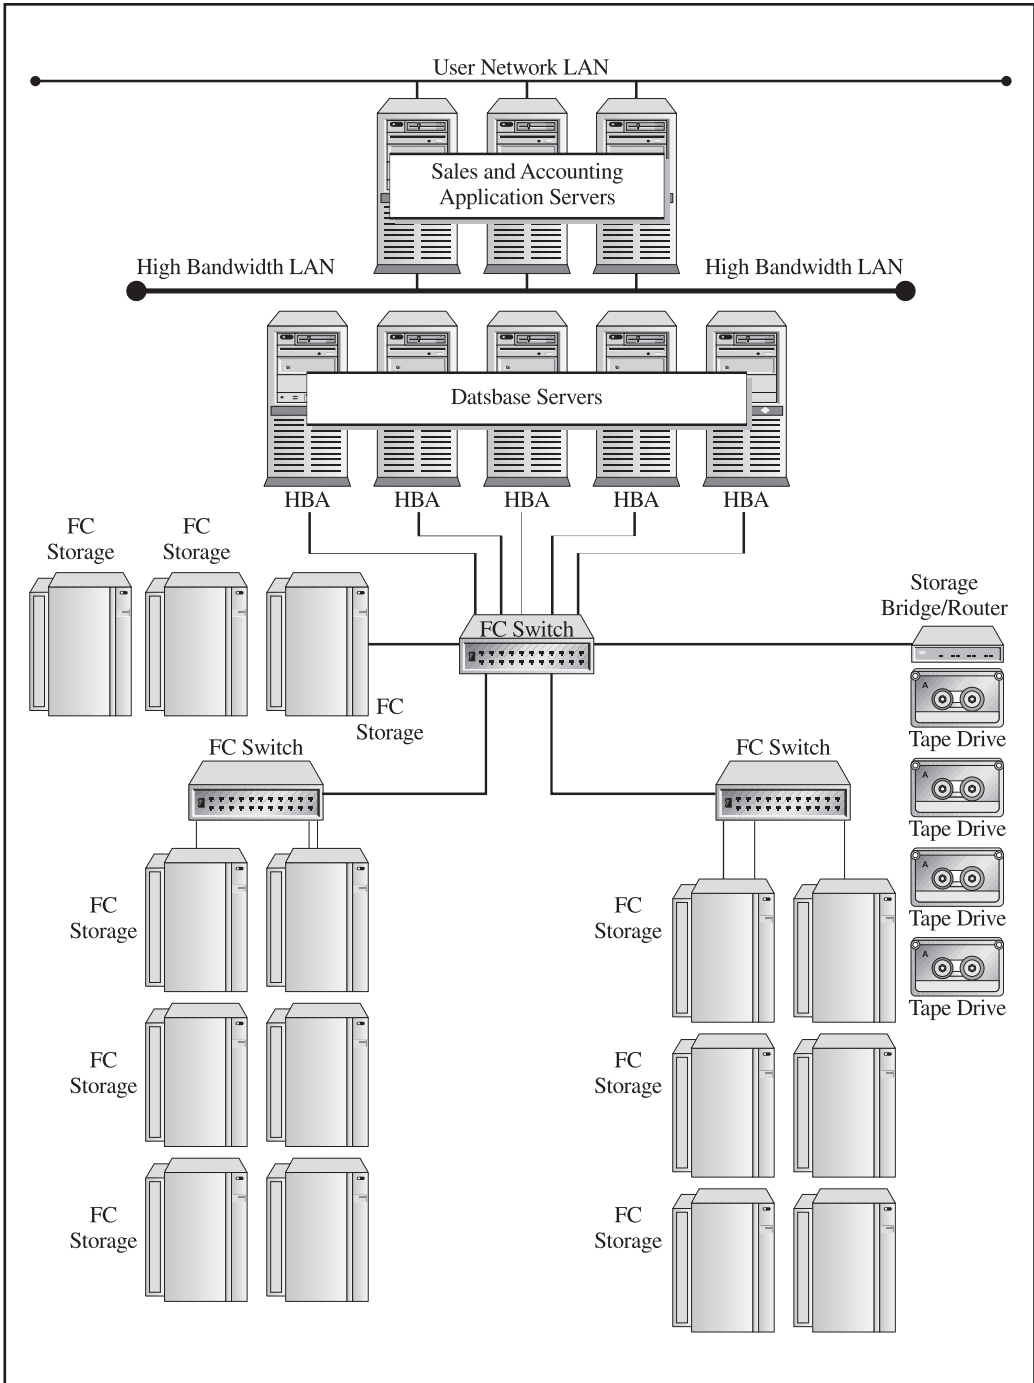 User Network LAN
Sales and Accounting
Application Servers
High Bandwidth LAN
High Bandwidth LAN
Datsbase Servers
HBA
HBA
HBA
HBA
HBA
FC
Storage
FC
Storage
Storage
Bridge/Router
FC Switch
FC
Storage
Tape Drive
FC Switch
FC Switch
Tape Drive
FC
Storage
FC
Storage
Tape Drive
Tape Drive
FC
Storage
FC
Storage
FC
Storage
FC
Storage